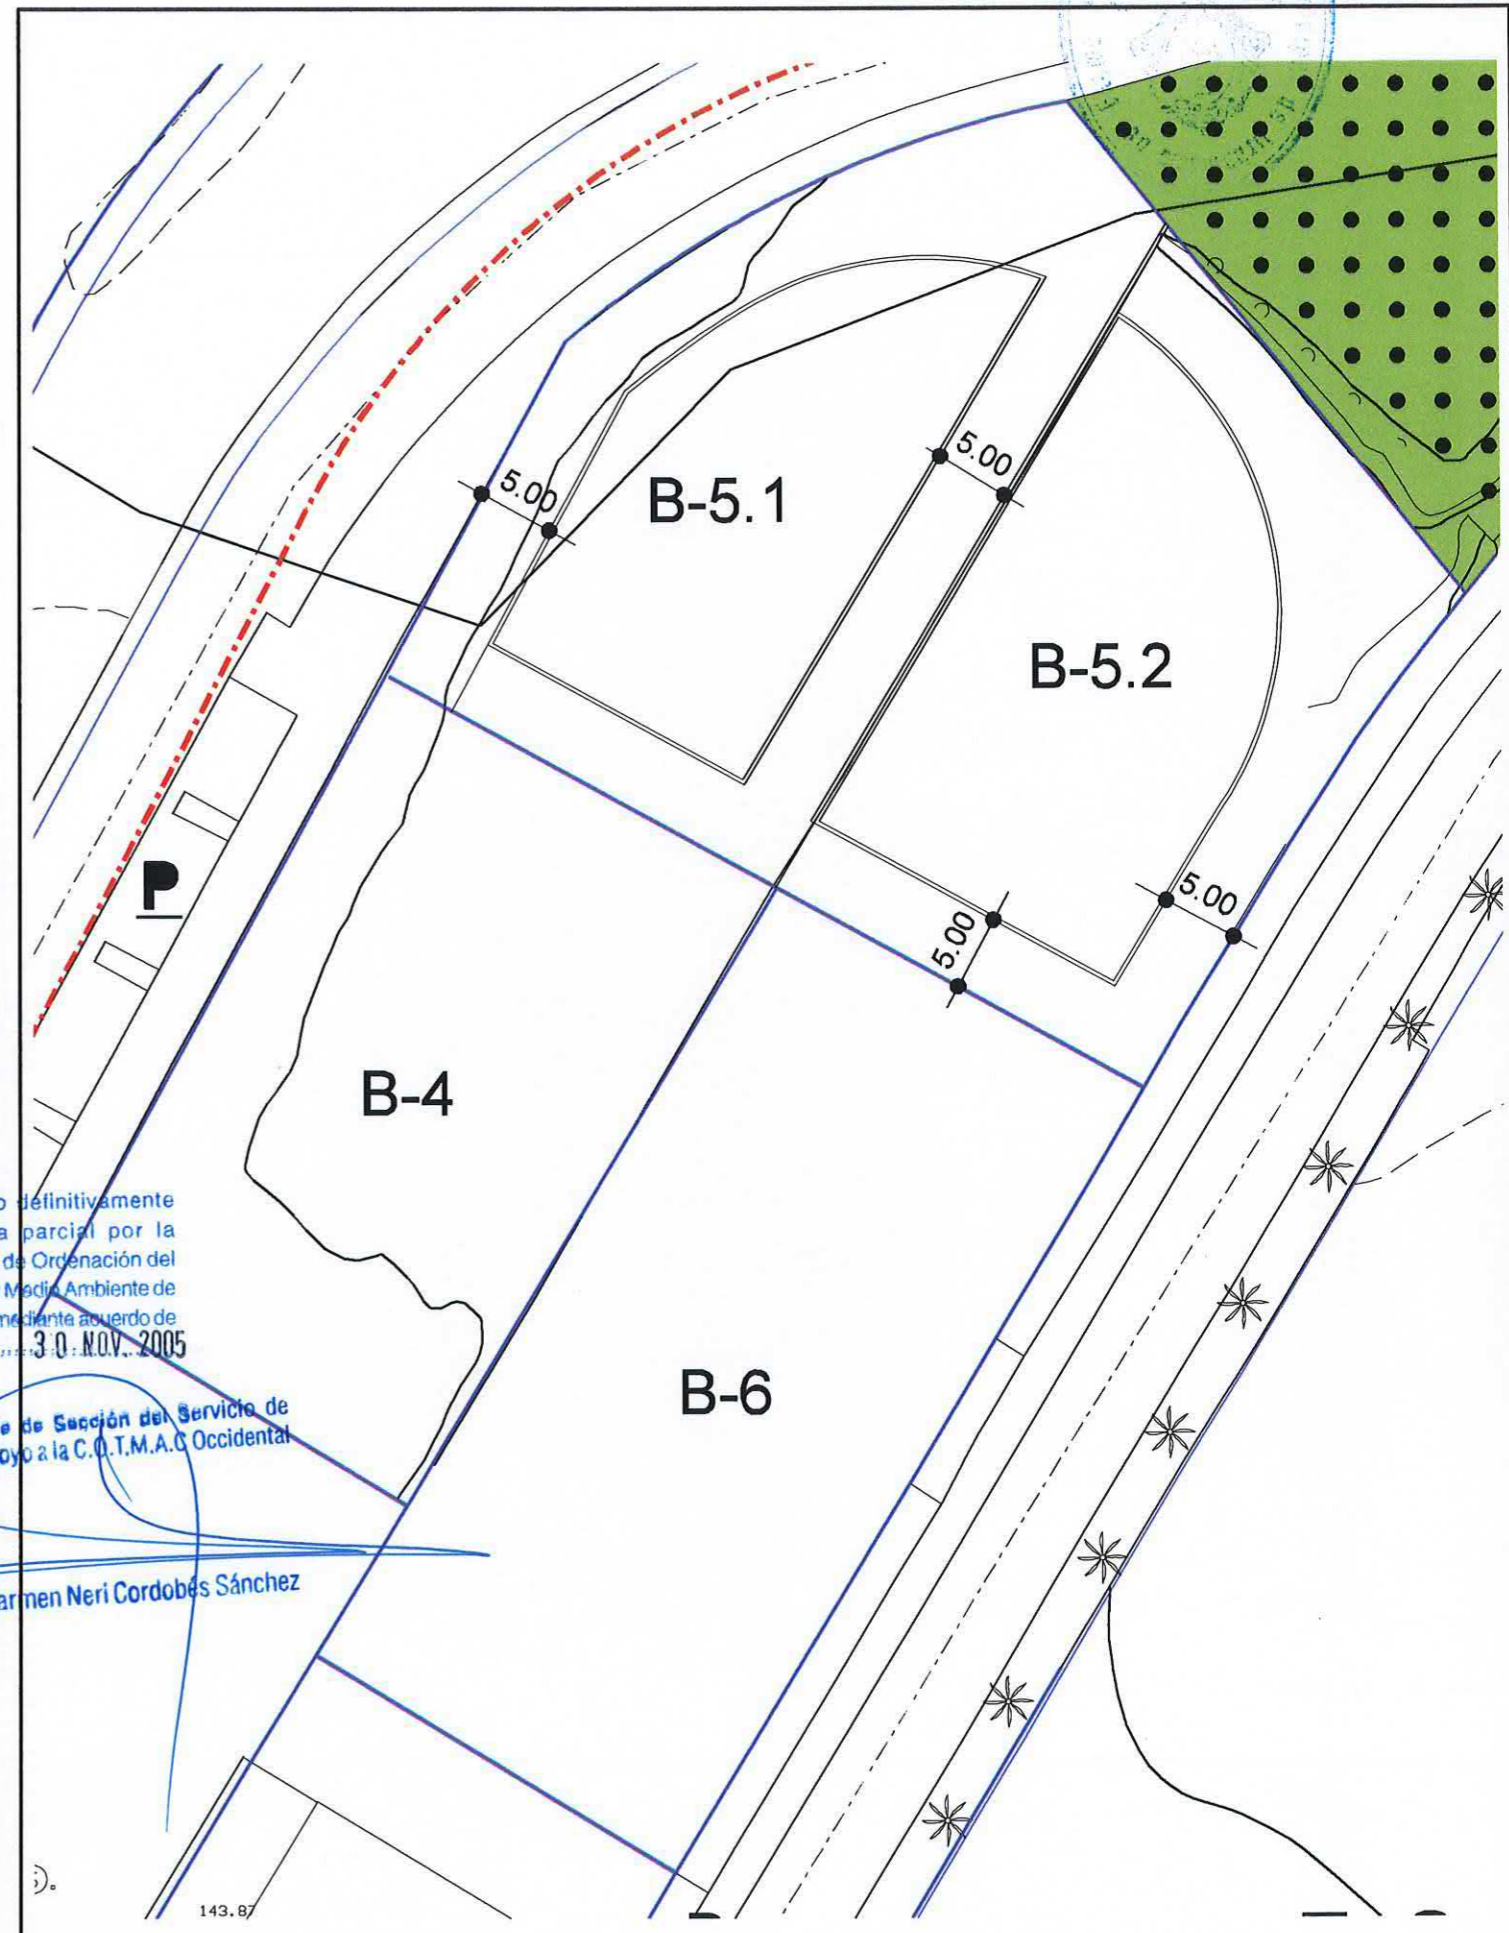 5.00
B-5.1
5.00
B-5.2
P
5.00
5.00
B-4
definitivamente
parcial por la
de Ordenación del
Medio Ambiente de
mediante acuerdo de
30 NOV. 2005
de Sección del Servicio de
a la C.O.T.M.A.C Occidental
B-6
Neri Cordobés Sánchez
143.87